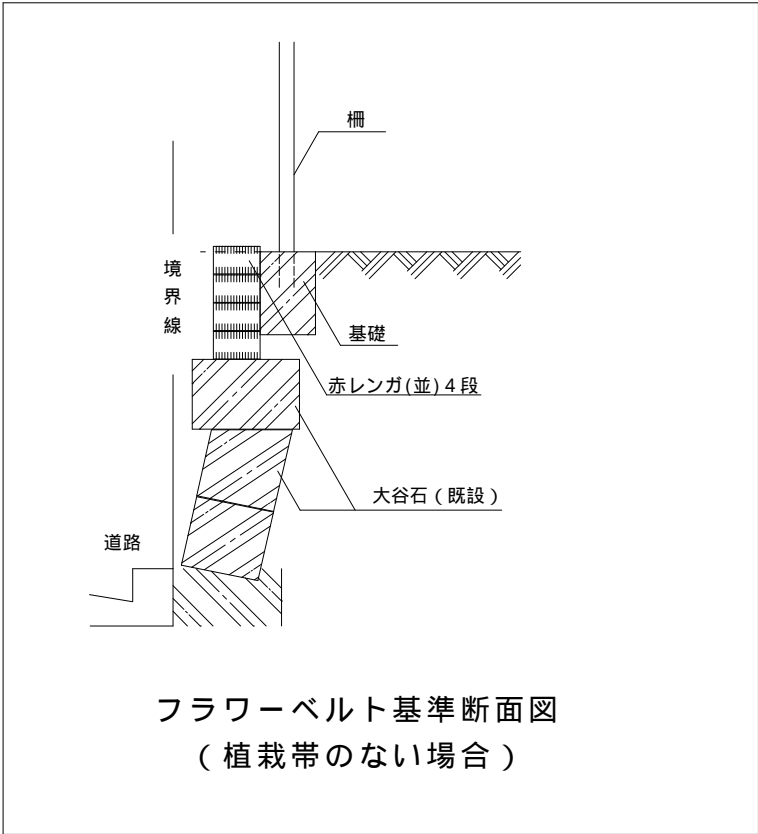 柵
境界線
基礎
赤レンガ(並)４段
大谷石（既設）
道路
フラワーベルト基準断面図
（植栽帯のない場合）